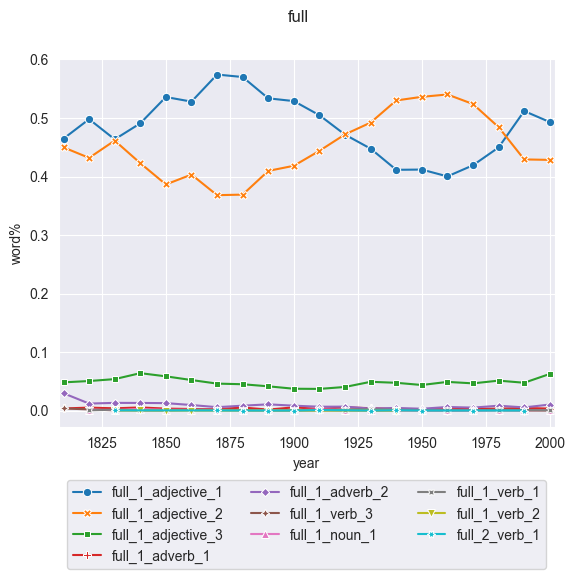 full
0.6
0.5
0.4
0.3
0.2
0.1
0.0
word%
1825 1850 1875 1900 1925 1950 1975 2000
year
full_1_adjective_1 full_1_adverb_2 full_1_verb_1
full_1_adjective_2 full_1_verb_3 full_1_verb_2
full_1_adjective_3 full_1_noun_1 full_2_verb_1
full_1_adverb_1